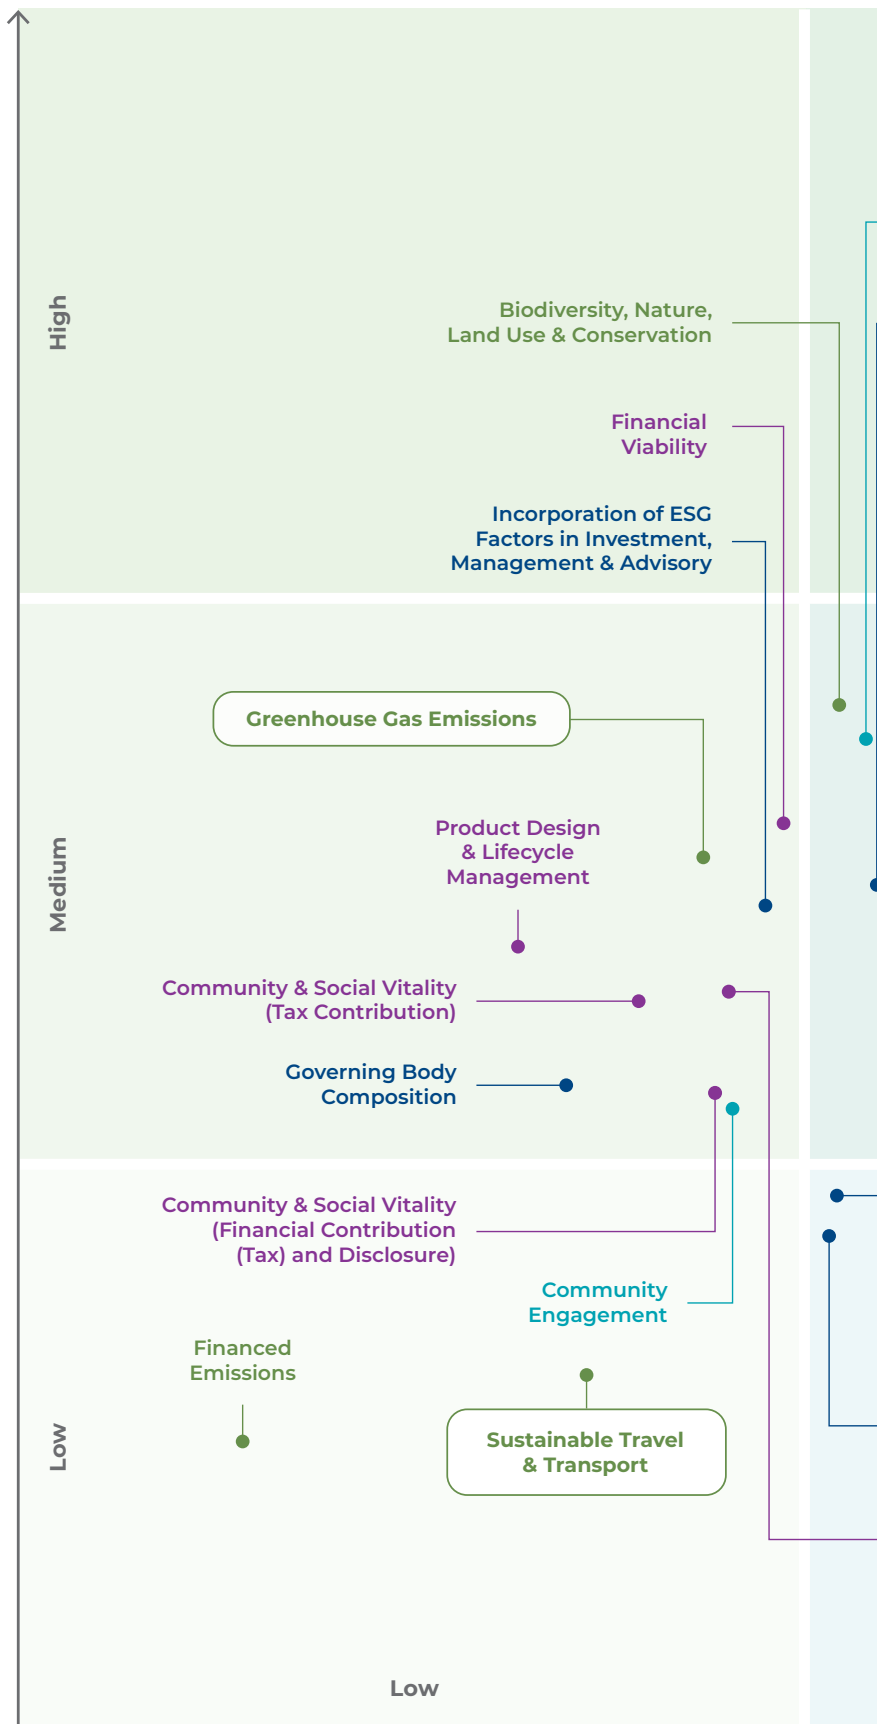 High
Biodiversity, Nature,
Land Use & Conservation
Financial
Viability
Incorporation of ESG
Factors in Investment,
Management & Advisory
Medium
Greenhouse Gas Emissions
Product Design
& Lifecycle
Management
Community & Social Vitality
(Tax Contribution)
Governing Body
Composition
Low
Community & Social Vitality
(Financial Contribution
(Tax) and Disclosure)
Community
Engagement
Financed
Emissions
Sustainable Travel
& Transport
Low